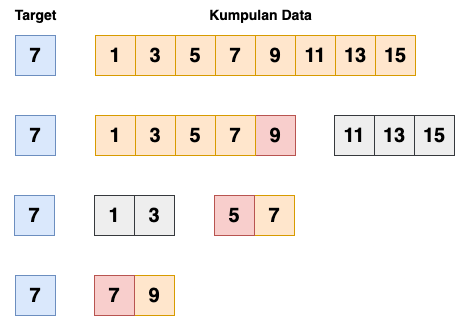 Target Kumpulan Data
7 1 3 5 7 9 11 13 15
7 1 3 5 7 9 11 13 15
7 1 3 5 7
7 7 9